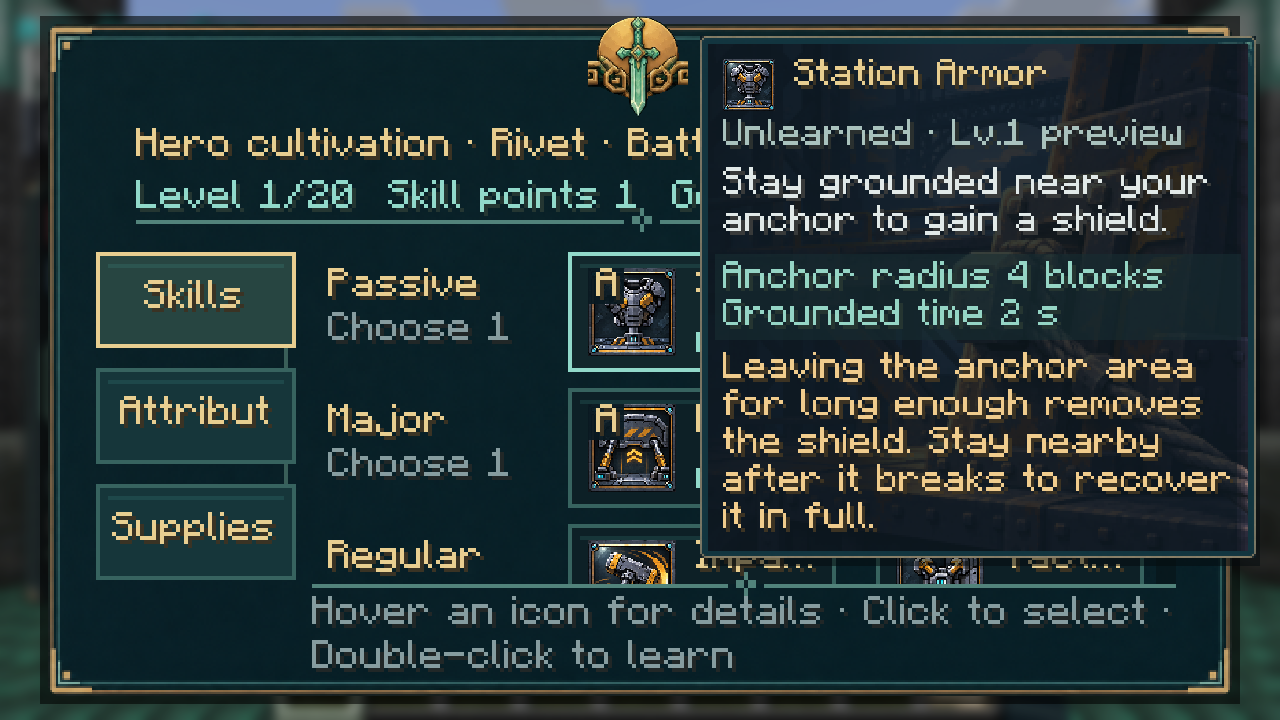 Station Armor
Unlearned · Lv.1 preview
Stay grounded near your
anchor to gain a shield.
Anchor radius 4 blocks
Grounded time 2 s
Leaving the anchor area
for long enough removes
the shield. Stay nearby
after it breaks to recover
it in full.
Hero cultivation · Rivet ·
Level 1/20 Skill points 1
Skills
Attribut
Supplies
Passive
Choose 1
A
Major
Choose 1
A
Regular
Hover an icon for details · Click to select ·
Double-click to learn